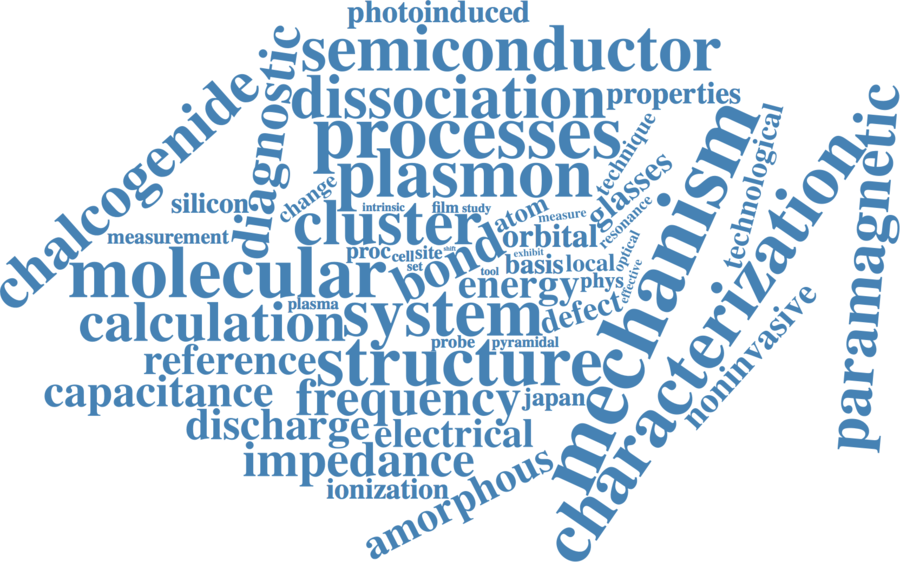 photoinduced
semiconductor
chalcogenide
diagnostic
dissociation
properties
processes
technique
mechanism
technological
characterization
paramagnetic
plasmon
glasses
silicon
change
intrinsic
film
study
atom
measure
resonance
cluster
measurement
orbital
optical
proc
cell
site
shift
bond
exhibit
molecular
set
tool
basis
local
effective
energy
phys
plasma
calculation
system
defect
noninvasive
probe
pyramidal
reference
structure
capacitance
frequency
japan
discharge
electrical
impedance
amorphous
ionization